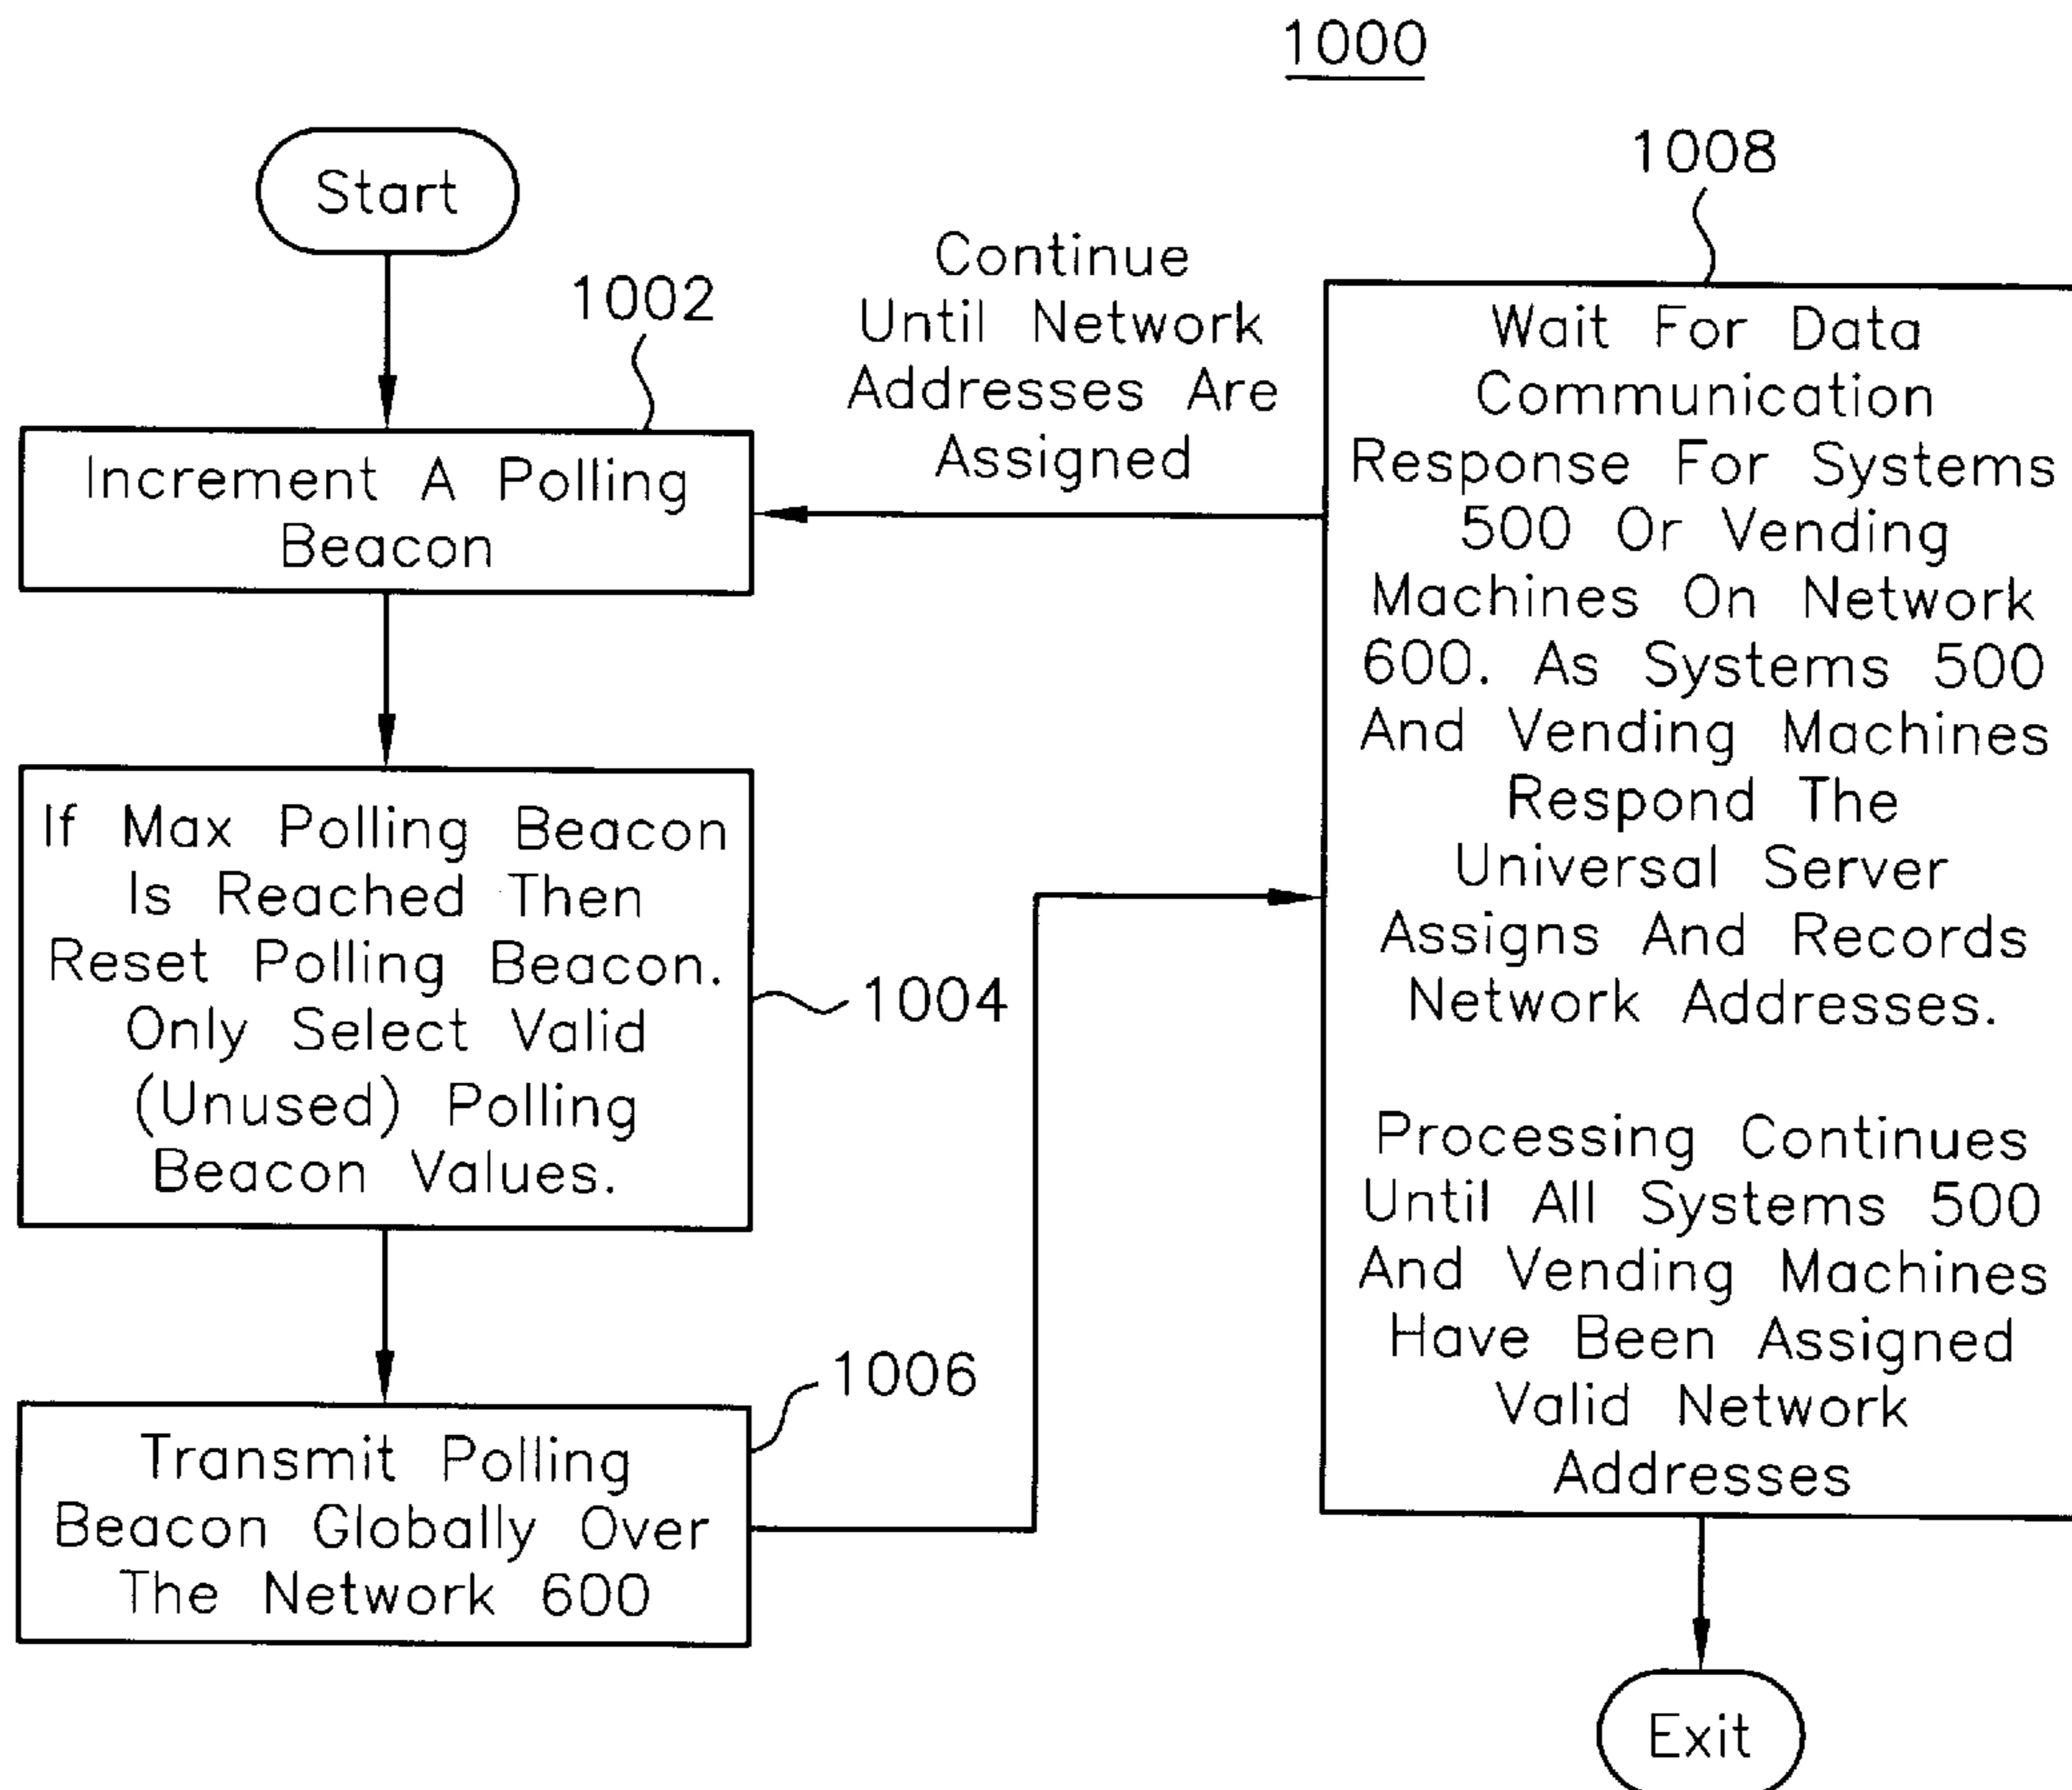 1000
Start
1002
Increment A Polling
Beacon
Continue
Until Network
Addresses Are
Assigned
If Max Polling Beacon
Is Reached Then
Reset Polling Beacon.
Only Select Valid
(Unused) Polling
Beacon Values.
1004
Transmit Polling
Beacon Globally Over
The Network 600
1006
1008
Wait For Data
Communication
Response For Systems
500 Or Vending
Machines On Network
600. As Systems 500
And Vending Machines
Respond The
Universal Server
Assigns And Records
Network Addresses.
Processing Continues
Until All Systems 500
And Vending Machines
Have Been Assigned
Valid Network
Addresses
Exit